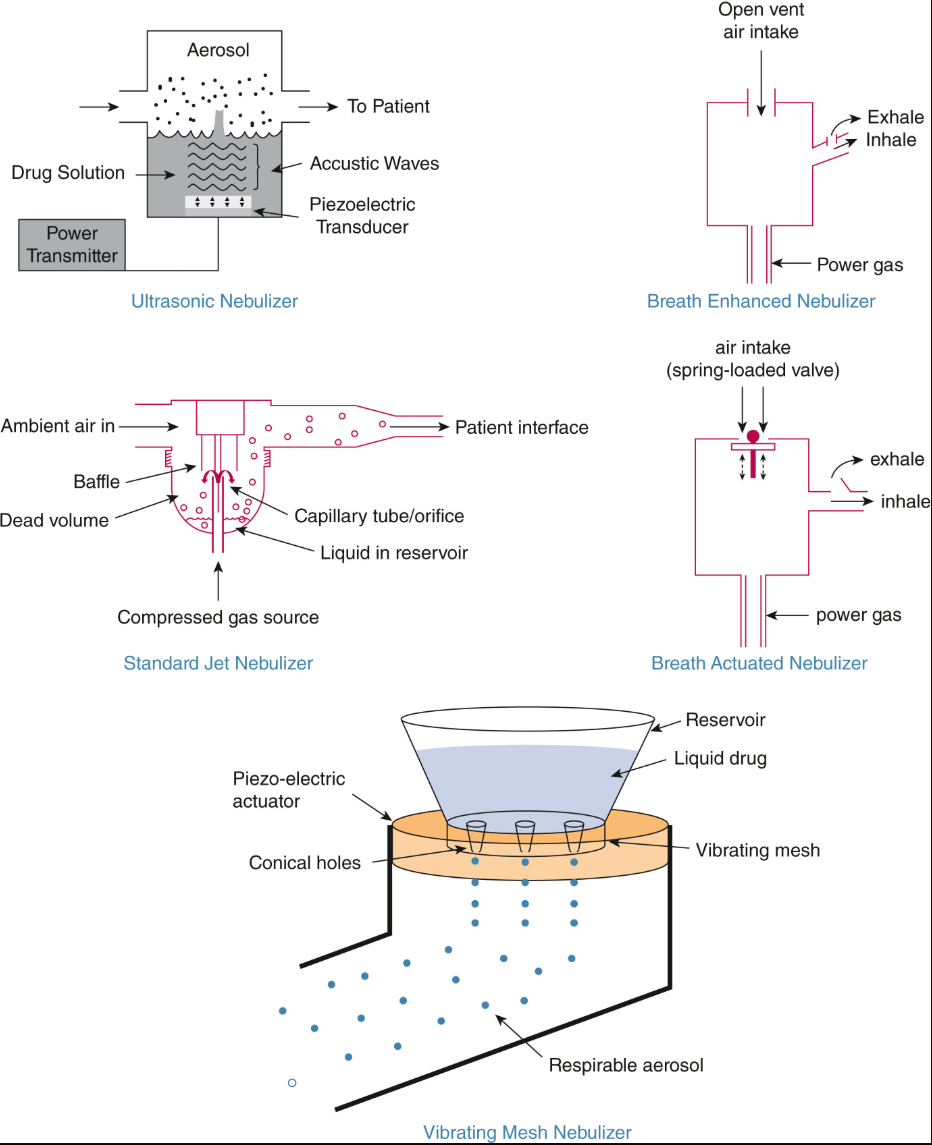 Aerosol
To Patient
Drug Solution
Accustic Waves
Piezoelectric
Transducer
Power
Transmitter
Ultrasonic Nebulizer
Open vent
air intake
Exhale
Inhale
Power gas
Breath Enhanced Nebulizer
Ambient air in
Patient interface
Baffle
Dead volume
Capillary tube/orifice
Liquid in reservoir
Compressed gas source
Standard Jet Nebulizer
air intake
(spring-loaded valve)
exhale
inhale
power gas
Breath Actuated Nebulizer
Reservoir
Liquid drug
Piezo-electric
actuator
Conical holes
Vibrating mesh
Respirable aerosol
Vibrating Mesh Nebulizer